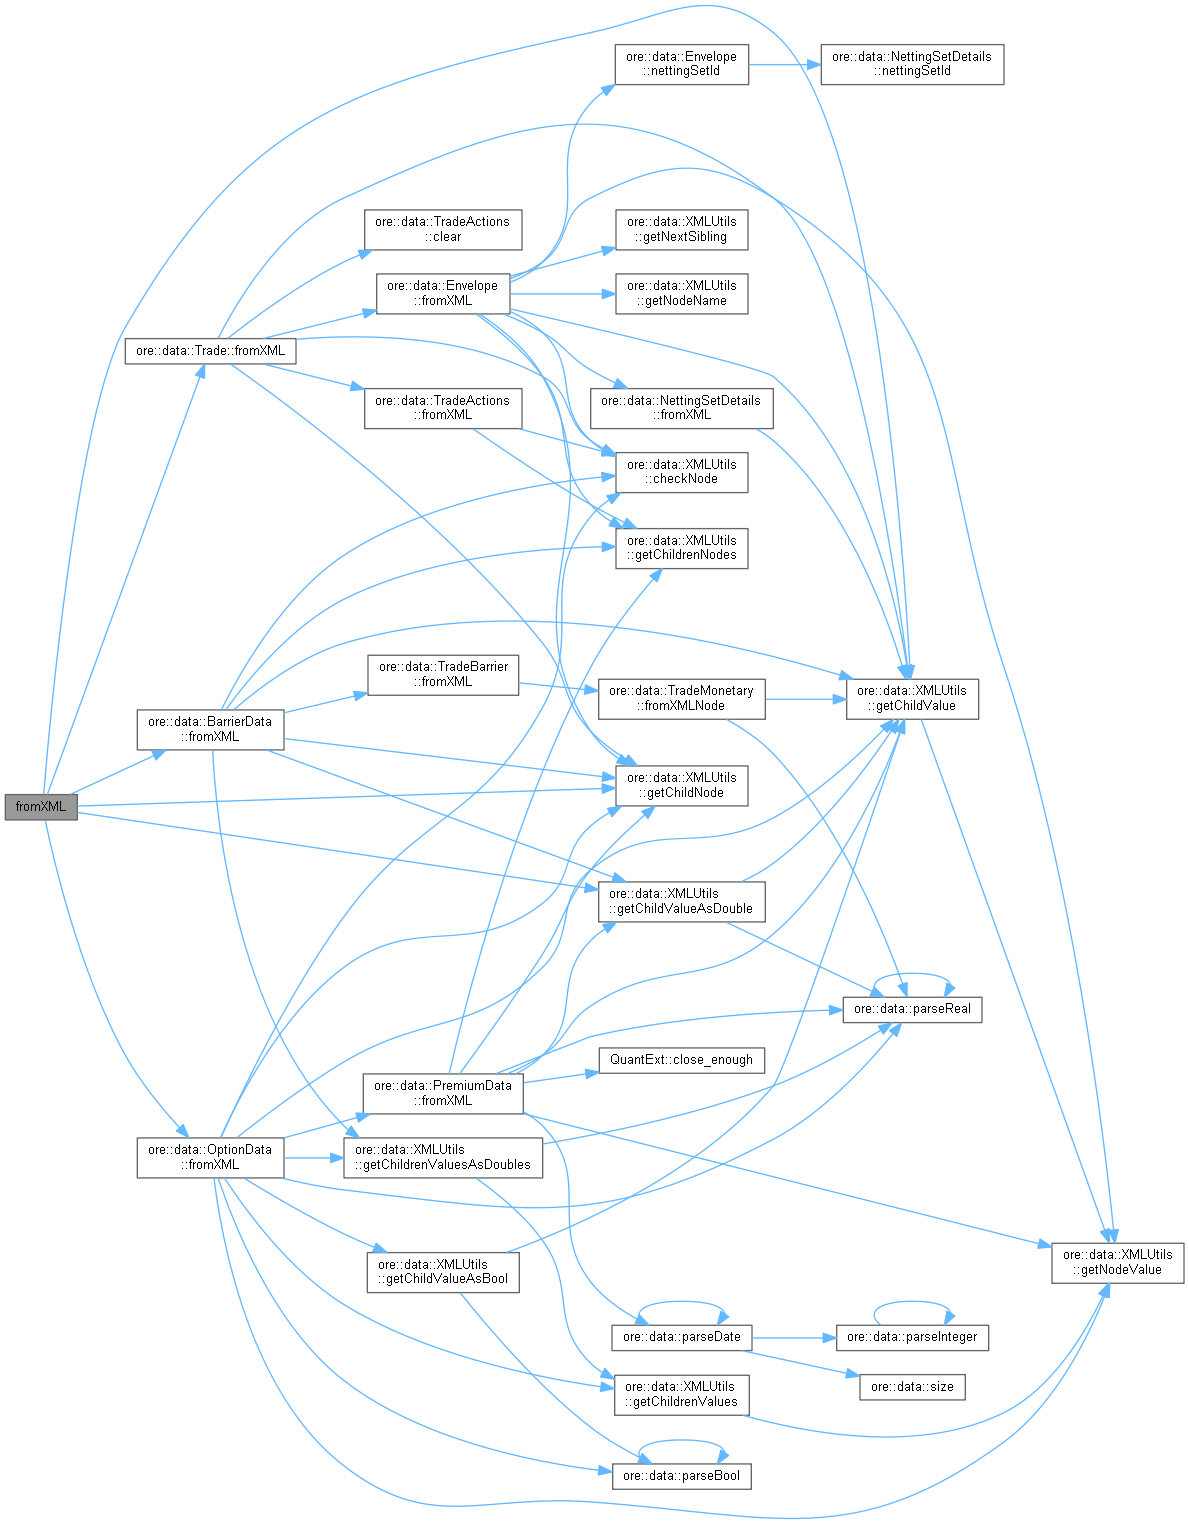 ore::data::Envelope
::nettingSetId
ore::data::NettingSetDetails
::nettingSetId
ore::data::TradeActions
::clear
ore::data::XMLUtils
::getNextSibling
ore::data::Envelope
::fromXML
ore::data::XMLUtils
::getNodeName
ore::data::Trade::fromXML
ore::data::TradeActions
::fromXML
ore::data::NettingSetDetails
::fromXML
ore::data::XMLUtils
::checkNode
ore::data::XMLUtils
::getChildrenNodes
ore::data::TradeBarrier
::fromXML
ore::data::TradeMonetary
::fromXMLNode
ore::data::XMLUtils
::getChildValue
ore::data::BarrierData
::fromXML
ore::data::XMLUtils
::getChildNode
fromXML
ore::data::XMLUtils
::getChildValueAsDouble
ore::data::parseReal
QuantExt::close_enough
ore::data::PremiumData
::fromXML
ore::data::OptionData
::fromXML
ore::data::XMLUtils
::getChildrenValuesAsDoubles
ore::data::XMLUtils
::getNodeValue
ore::data::XMLUtils
::getChildValueAsBool
ore::data::parseDate
ore::data::parseInteger
ore::data::size
ore::data::XMLUtils
::getChildrenValues
ore::data::parseBool